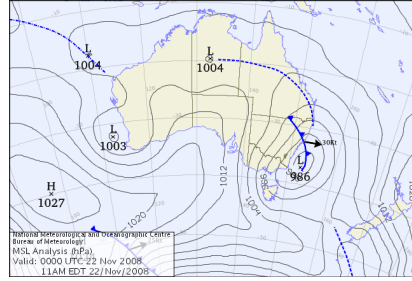 L
1004
L
1004
L
1003
30Kt
L
986
H
1027
1012
1004
1020
National Meteorological and Oceanographic Centre
Bureau of Meteorology
MSL Analysis (hPa)
Valid: 0000 UTC 22 Nov 2008
11AM EDT 22/Nov/2008